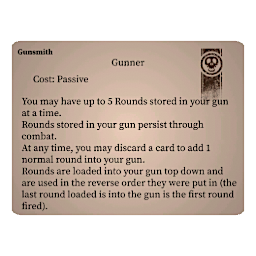 Gunsmith
Gunner
Cost: Passive
You may have up to 5 Rounds stored in your gun
at a time.
Rounds stored in your gun persist through
combat.
At any time, you may discard a card to add 1
normal round into your gun.
Rounds are loaded into your gun top down and
are used in the reverse order they were put in (the
last round loaded is into the gun is the first round
fired).